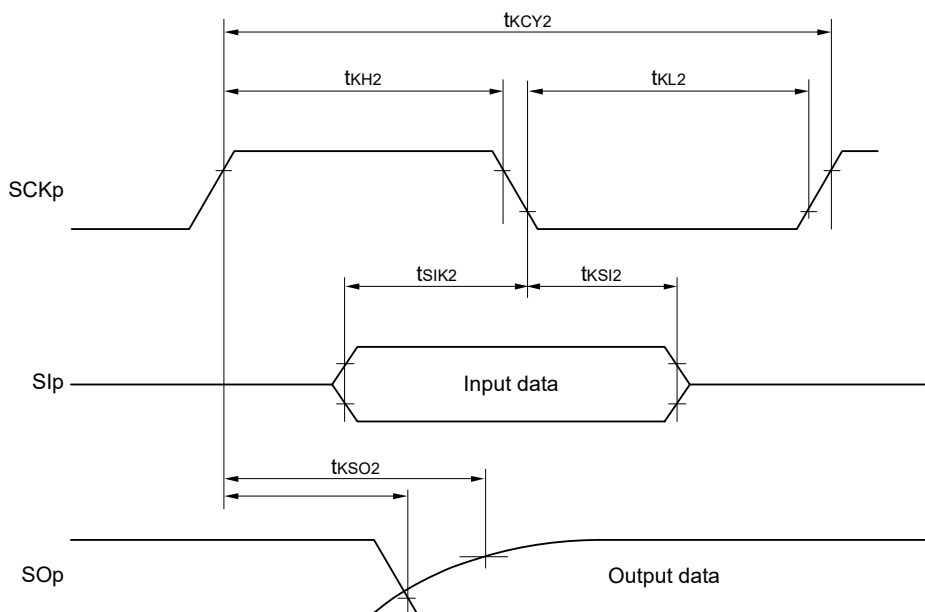 tKCY2
tKH2
tKL2
SCKp
tSIK2
tKSI2
SIp
Input data
tKSO2
SOp
Output data